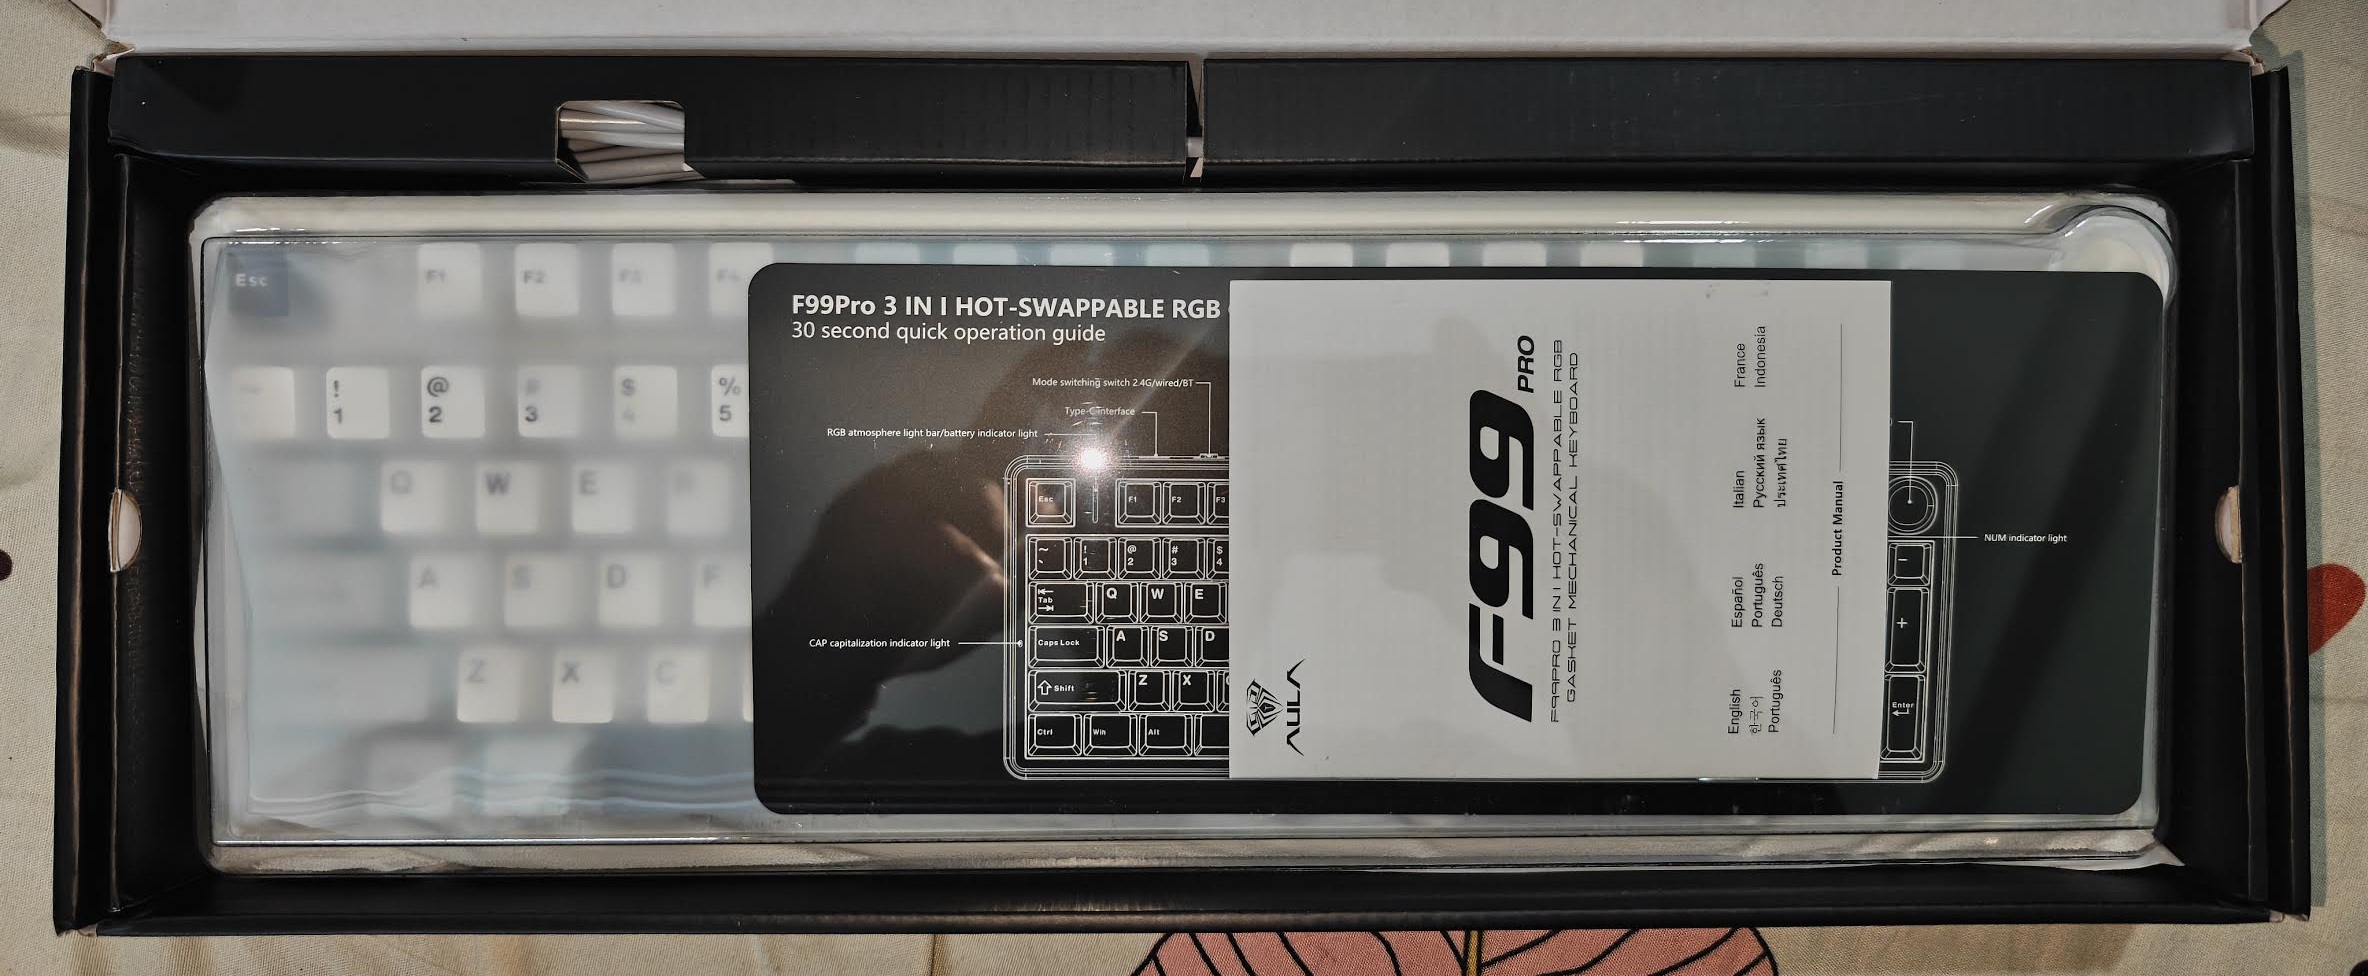 Esc F1 F2 F3 F4
! @ # $ %
1 2 3 4 5
Q W E R
A S D F
Z X C
F99Pro 3 IN I HOT-SWAPPABLE RGB
30 second quick operation guide
Mode switching switch 2.4G/wired/BT
Type-C interface
RGB atmosphere light bar/battery indicator light
Esc F1 F2 F3
~ ! @ # $
1 2 3 4
Tab Q W E
CAP capitalization indicator light
Caps Lock A S D
Shift Z X
Ctrl Win Alt
AULA
F99 PRO
F99PRO 3 IN I HOT-SWAPPABLE RGB
GASKET MECHANICAL KEYBOARD
English Español Italian France
한국어 Português Русский язык Indonesia
Português Deutsch ประเทศไทย
Product Manual
NUM indicator light
-
+
Enter